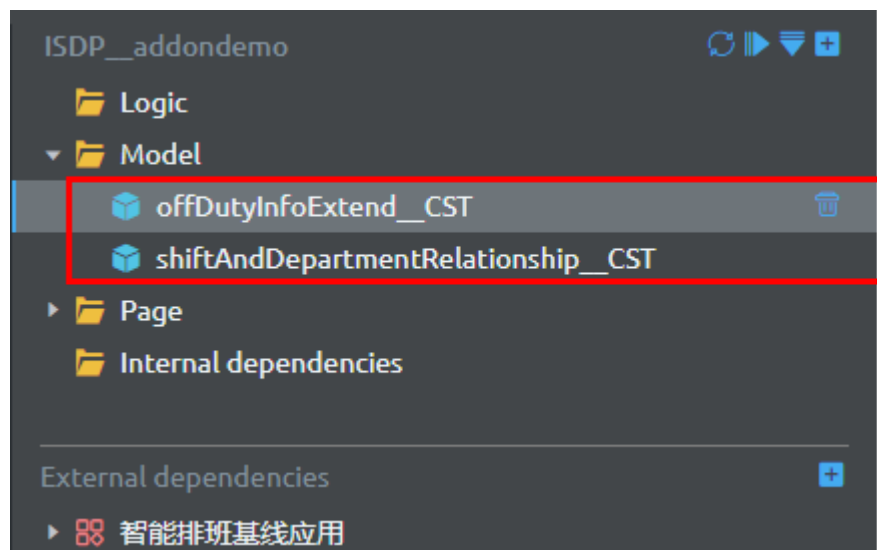 ISDP__addondemo
Logic
Model
offDutyInfoExtend__CST
shiftAndDepartmentRelationship__CST
Page
Internal dependencies
External dependencies
智能排班基线应用